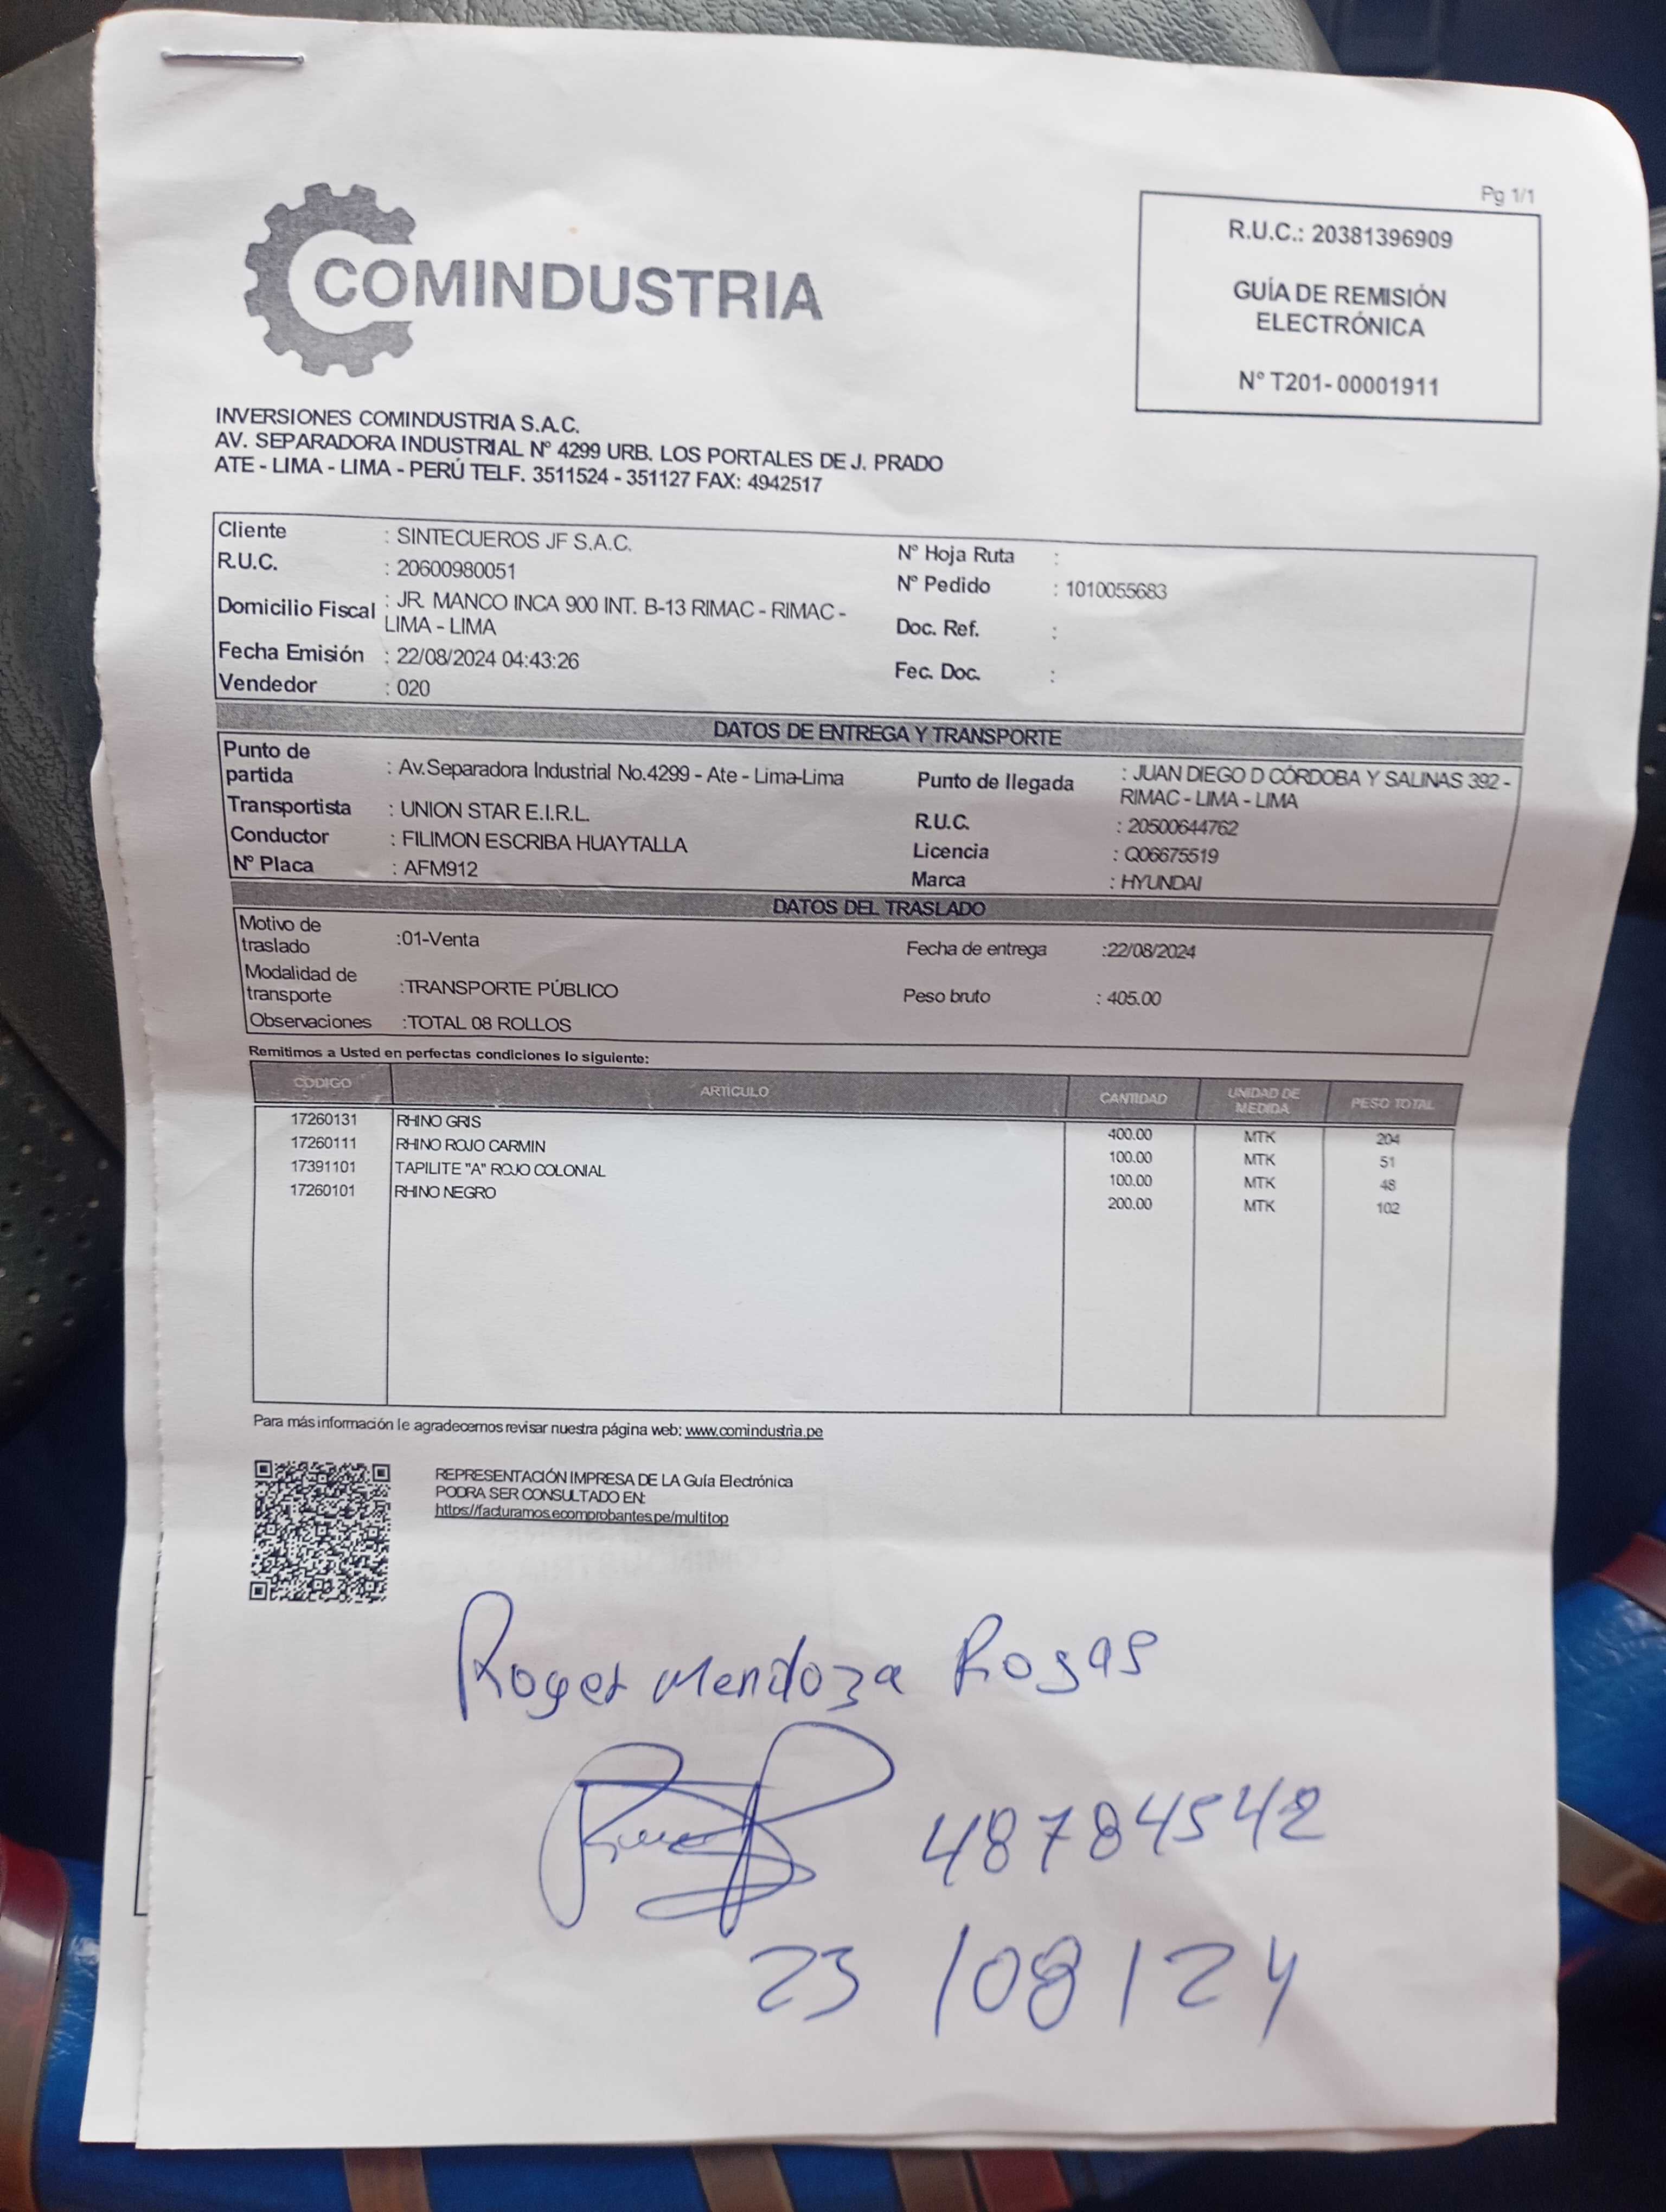 Pg 1/1
COMINDUSTRIA
R.U.C.: 20381396909
GUÍA DE REMISIÓN
ELECTRÓNICA
N° T201- 00001911
INVERSIONES COMINDUSTRIA S.A.C.
AV. SEPARADORA INDUSTRIAL N° 4299 URB. LOS PORTALES DE J. PRADO
ATE - LIMA - LIMA - PERÚ TELF. 3511524 - 351127 FAX: 4942517
Cliente : SINTECUEROS JF S.A.C. N° Hoja Ruta :
R.U.C. : 20600980051 N° Pedido : 1010055683
Domicilio Fiscal : JR. MANCO INCA 900 INT. B-13 RIMAC - RIMAC -
LIMA - LIMA Doc. Ref. :
Fecha Emisión : 22/08/2024 04:43:26 Fec. Doc. :
Vendedor : 020
DATOS DE ENTREGA Y TRANSPORTE
Punto de
partida : Av.Separadora Industrial No.4299 - Ate - Lima-Lima Punto de llegada : JUAN DIEGO D CÓRDOBA Y SALINAS 392 -
RIMAC - LIMA - LIMA
Transportista : UNION STAR E.I.R.L. R.U.C. : 20500644762
Conductor : FILIMON ESCRIBA HUAYTALLA Licencia : Q06675519
N° Placa : AFM912 Marca : HYUNDAI
DATOS DEL TRASLADO
Motivo de
traslado :01-Venta Fecha de entrega :22/08/2024
Modalidad de
transporte :TRANSPORTE PÚBLICO Peso bruto : 405.00
Observaciones :TOTAL 08 ROLLOS
Remitimos a Usted en perfectas condiciones lo siguiente:
CODIGO ARTICULO CANTIDAD UNIDAD DE
MEDIDA PESO TOTAL
17260131 RHINO GRIS 400.00 MTK 204
17260111 RHINO ROJO CARMIN 100.00 MTK 51
17391101 TAPILITE "A" ROJO COLONIAL 100.00 MTK 48
17260101 RHINO NEGRO 200.00 MTK 102
Para más información le agradecemos revisar nuestra página web: www.comindustria.pe
REPRESENTACIÓN IMPRESA DE LA Guía Electrónica
PODRA SER CONSULTADO EN:
https://facturamos.ecomprobantes.pe/multitop
Roger Mendoza Rosas
48784542
23/08/24